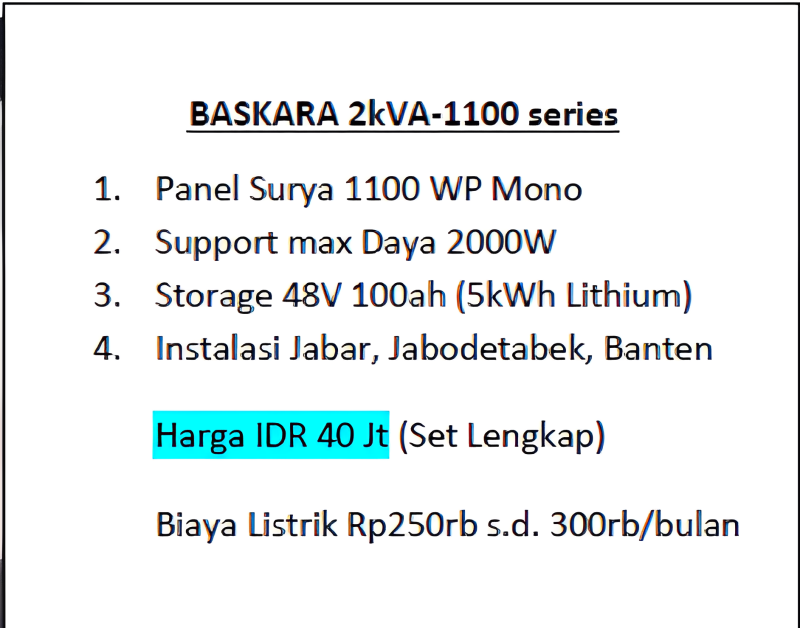 BASKARA 2kVA-1100 series
1. Panel Surya 1100 WP Mono
2. Support max Daya 2000W
3. Storage 48V 100ah (5kWh Lithium)
4. Instalasi Jabar, Jabodetabek, Banten
Harga IDR 40 Jt (Set Lengkap)
Biaya Listrik Rp250rb s.d. 300rb/bulan